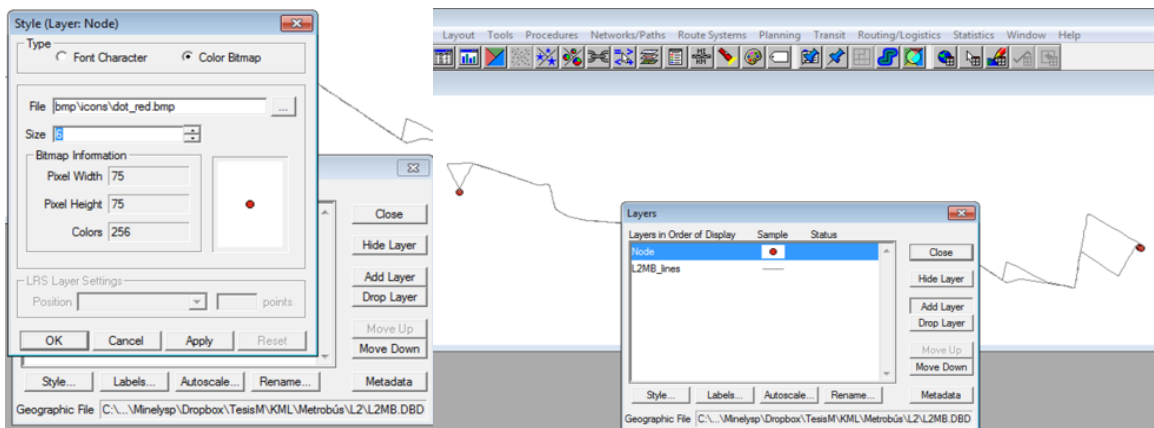 Style (Layer: Node)
Type
Font Character
Color Bitmap
File bmp\icons\dot_red.bmp ...
Size 6
Bitmap Information
Pixel Width 75
Pixel Height 75
Colors 256
LRS Layer Settings
Position points
OK Cancel Apply Reset
Close
Hide Layer
Add Layer
Drop Layer
Move Up
Move Down
Style... Labels... Autoscale... Rename... Metadata
Geographic File C:\...\Minelysp\Dropbox\TesisM\KML\Metrobús\L2\L2MB.DBD
Layout Tools Procedures Networks/Paths Route Systems Planning Transit Routing/Logistics Statistics Window Help
Layers
Layers in Order of Display Sample Status
Node
L2MB_lines
Close
Hide Layer
Add Layer
Drop Layer
Move Up
Move Down
Style... Labels... Autoscale... Rename... Metadata
Geographic File C:\...\Minelysp\Dropbox\TesisM\KML\Metrobús\L2\L2MB.DBD